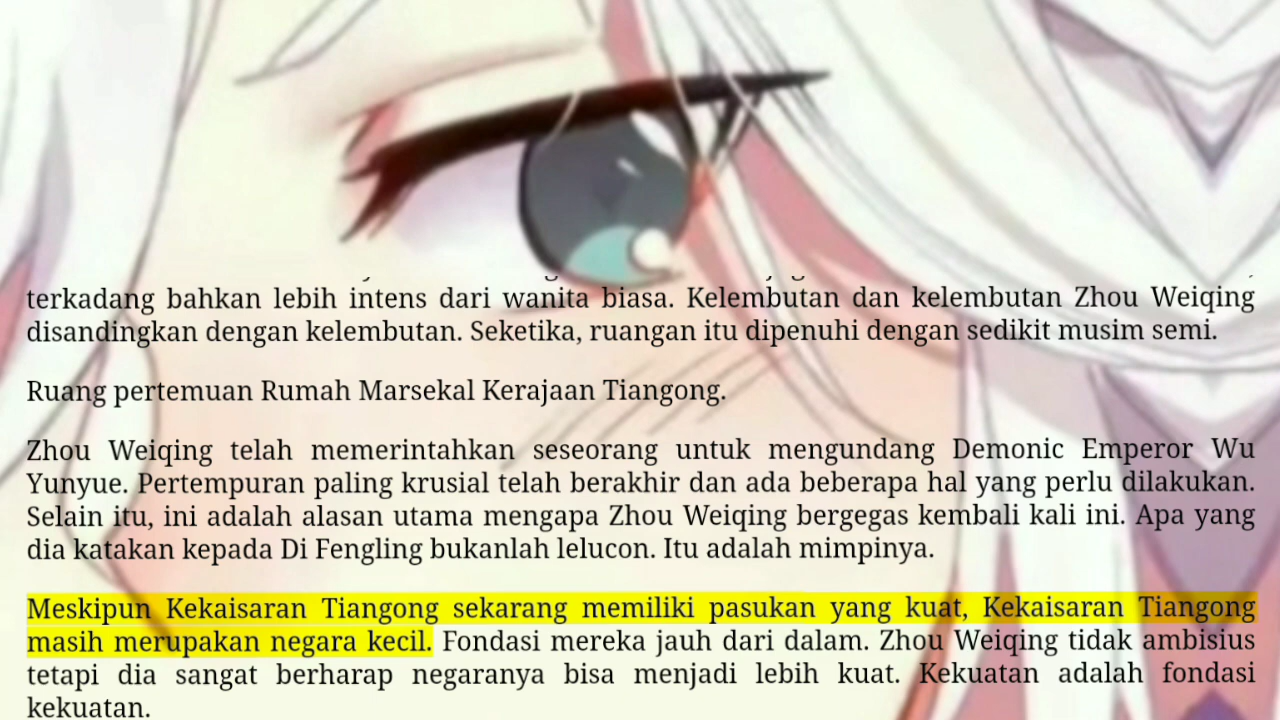 terkadang bahkan lebih intens dari wanita biasa. Kelembutan dan kelembutan Zhou Weiqing
disandingkan dengan kelembutan. Seketika, ruangan itu dipenuhi dengan sedikit musim semi.
Ruang pertemuan Rumah Marsekal Kerajaan Tiangong.
Zhou Weiqing telah memerintahkan seseorang untuk mengundang Demonic Emperor Wu
Yunyue. Pertempuran paling krusial telah berakhir dan ada beberapa hal yang perlu dilakukan.
Selain itu, ini adalah alasan utama mengapa Zhou Weiqing bergegas kembali kali ini. Apa yang
dia katakan kepada Di Fengling bukanlah lelucon. Itu adalah mimpinya.
Meskipun Kekaisaran Tiangong sekarang memiliki pasukan yang kuat, Kekaisaran Tiangong
masih merupakan negara kecil. Fondasi mereka jauh dari dalam. Zhou Weiqing tidak ambisius
tetapi dia sangat berharap negaranya bisa menjadi lebih kuat. Kekuatan adalah fondasi
kekuatan.